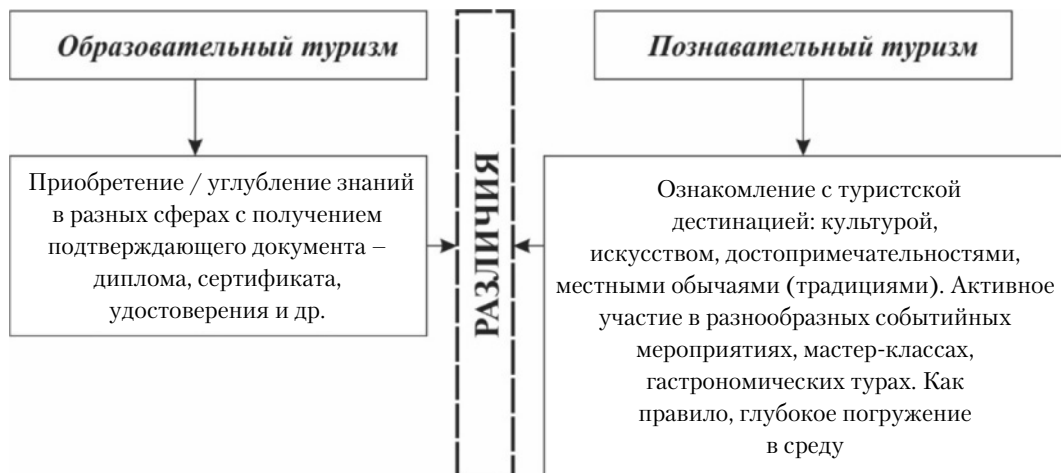 Образовательный туризм
Приобретение / углубление знаний
в разных сферах с получением
подтверждающего документа –
диплома, сертификата,
удостоверения и др.
РАЗЛИЧИЯ
Познавательный туризм
Ознакомление с туристской
дестинацией: культурой,
искусством, достопримечательностями,
местными обычаями (традициями). Активное
участие в разнообразных событийных
мероприятиях, мастер-классах,
гастрономических турах. Как
правило, глубокое погружение
в среду